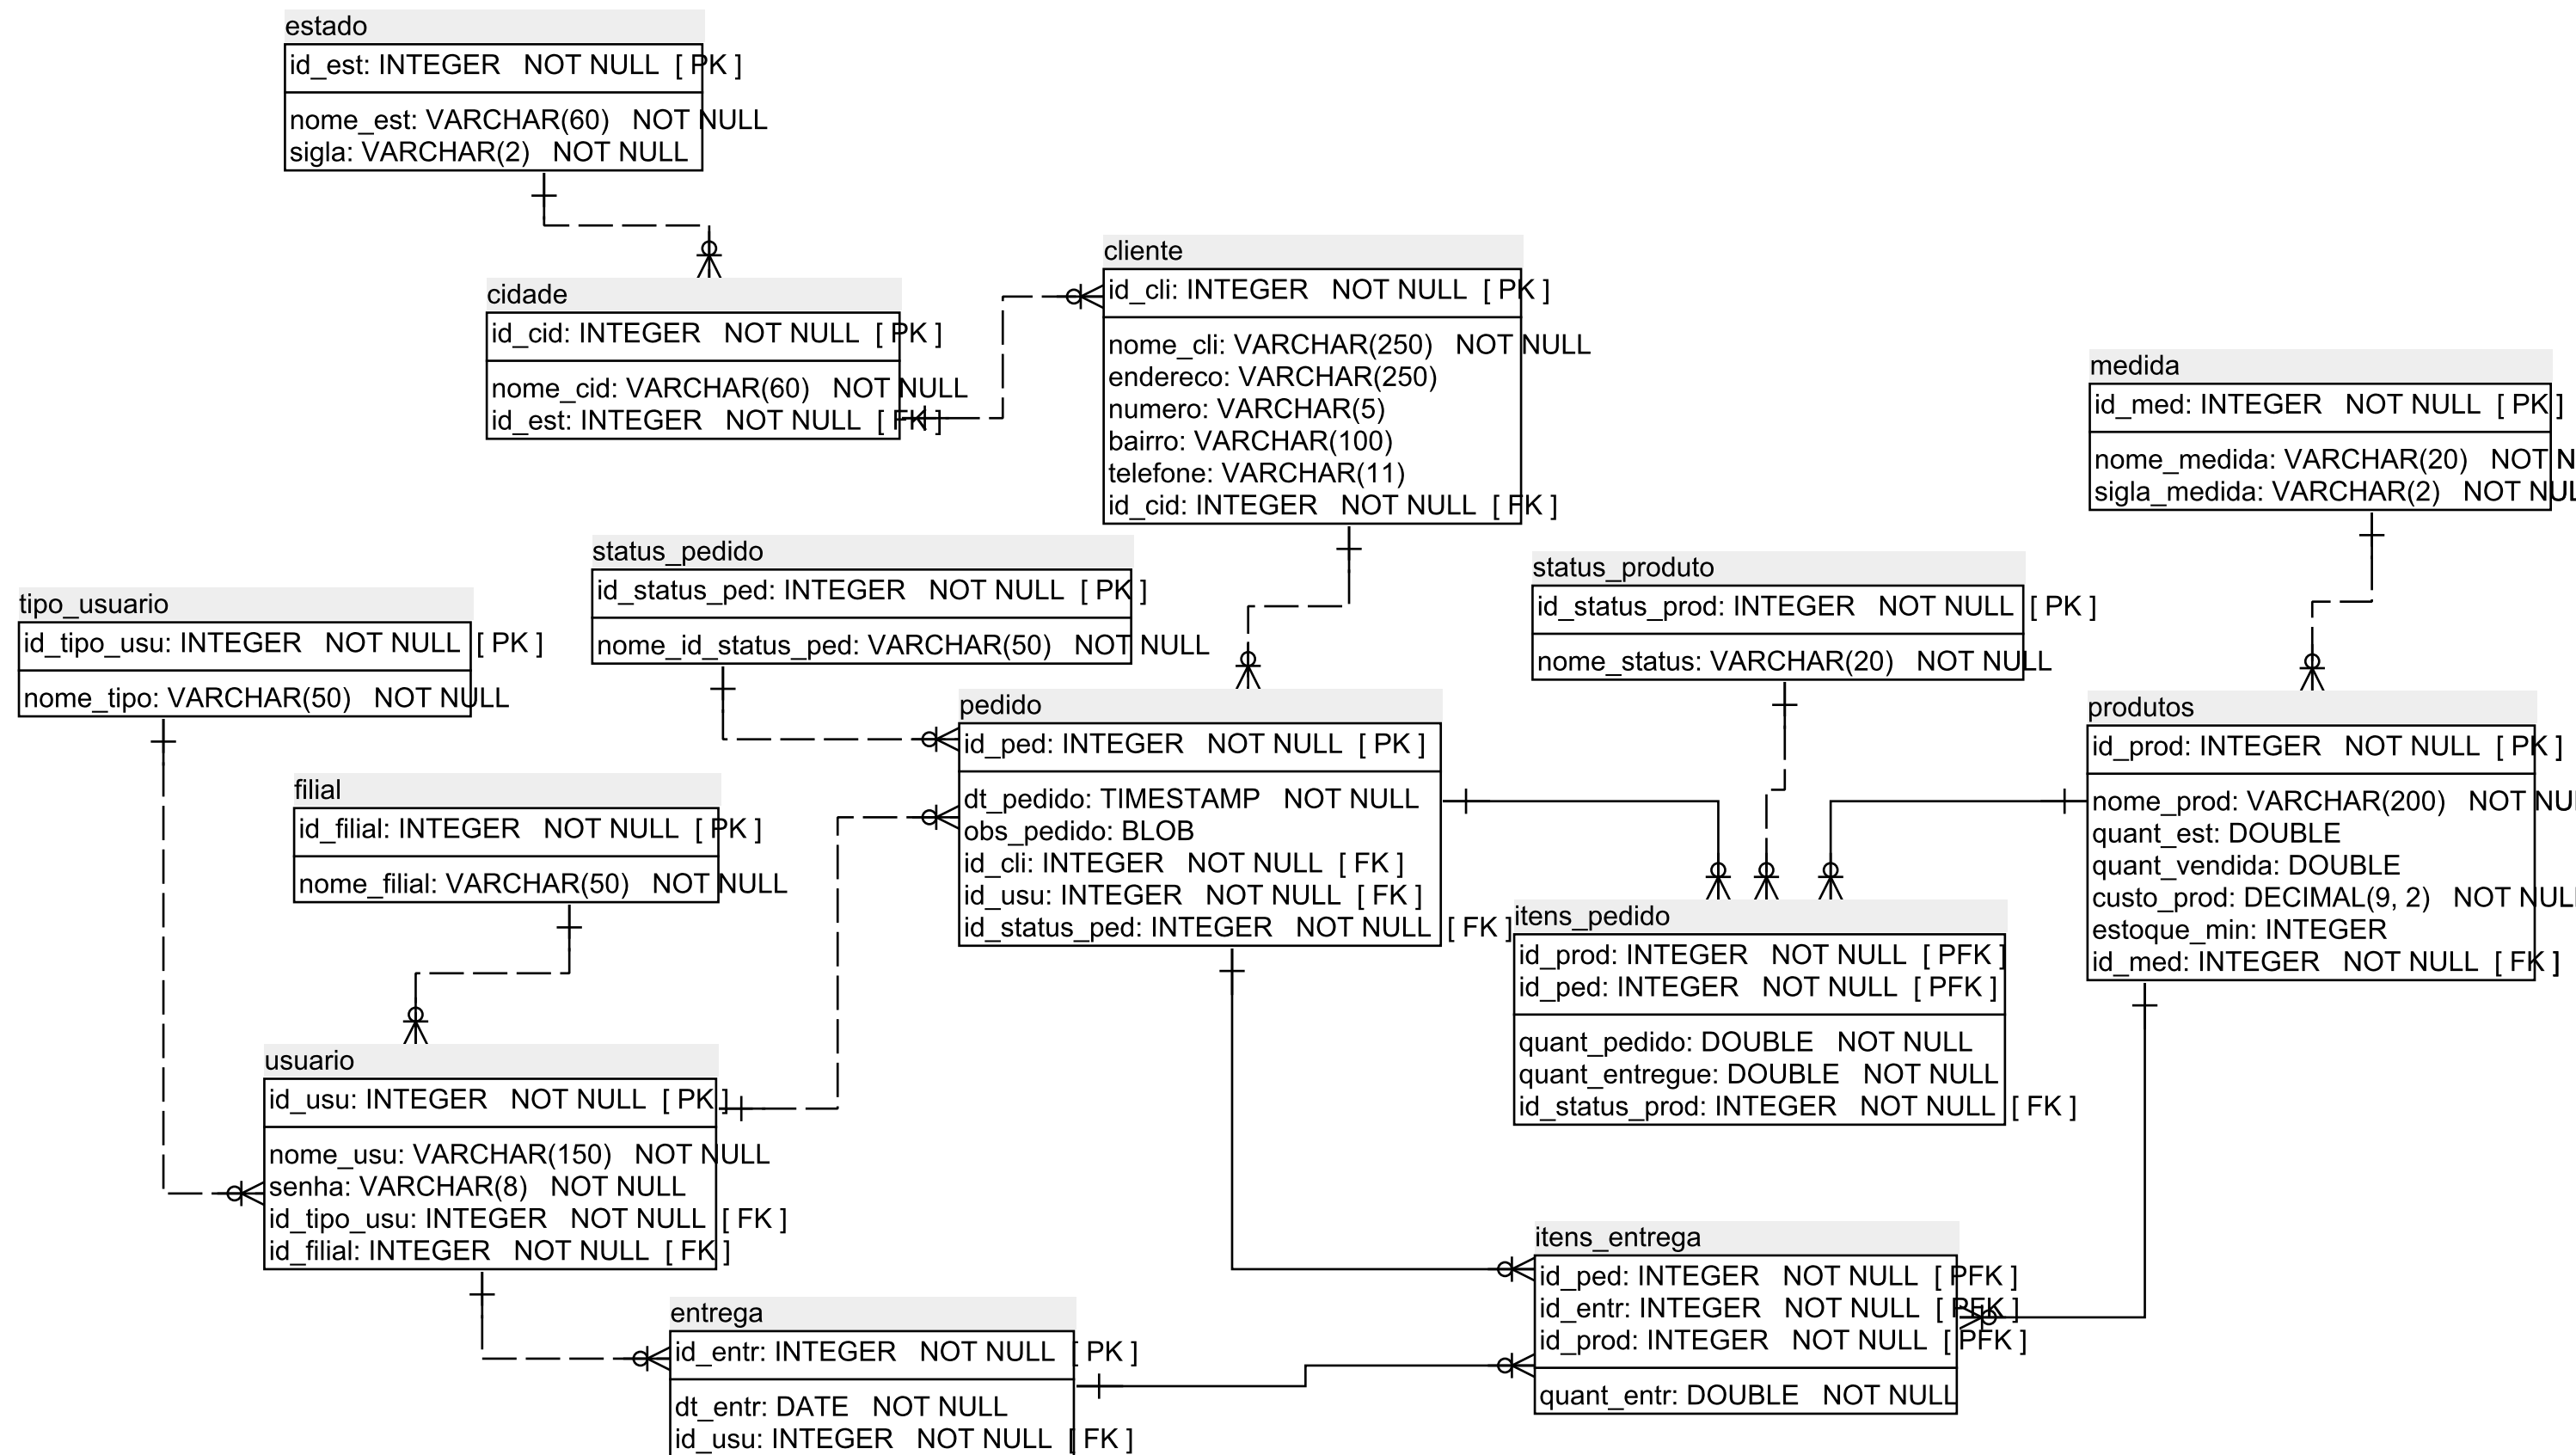 estado
id_est: INTEGER NOT NULL [ PK ]
nome_est: VARCHAR(60) NOT NULL
sigla: VARCHAR(2) NOT NULL
cidade
id_cid: INTEGER NOT NULL [ PK ]
nome_cid: VARCHAR(60) NOT NULL
id_est: INTEGER NOT NULL [ FK ]
cliente
id_cli: INTEGER NOT NULL [ PK ]
nome_cli: VARCHAR(250) NOT NULL
endereco: VARCHAR(250)
numero: VARCHAR(5)
bairro: VARCHAR(100)
telefone: VARCHAR(11)
id_cid: INTEGER NOT NULL [ FK ]
medida
id_med: INTEGER NOT NULL [ PK ]
nome_medida: VARCHAR(20) NOT N
sigla_medida: VARCHAR(2) NOT NUL
status_pedido
id_status_ped: INTEGER NOT NULL [ PK ]
nome_id_status_ped: VARCHAR(50) NOT NULL
status_produto
id_status_prod: INTEGER NOT NULL [ PK ]
nome_status: VARCHAR(20) NOT NULL
tipo_usuario
id_tipo_usu: INTEGER NOT NULL [ PK ]
nome_tipo: VARCHAR(50) NOT NULL
pedido
id_ped: INTEGER NOT NULL [ PK ]
dt_pedido: TIMESTAMP NOT NULL
obs_pedido: BLOB
id_cli: INTEGER NOT NULL [ FK ]
id_usu: INTEGER NOT NULL [ FK ]
id_status_ped: INTEGER NOT NULL [ FK ]
produtos
id_prod: INTEGER NOT NULL [ PK ]
nome_prod: VARCHAR(200) NOT NU
quant_est: DOUBLE
quant_vendida: DOUBLE
custo_prod: DECIMAL(9, 2) NOT NUL
estoque_min: INTEGER
id_med: INTEGER NOT NULL [ FK ]
filial
id_filial: INTEGER NOT NULL [ PK ]
nome_filial: VARCHAR(50) NOT NULL
itens_pedido
id_prod: INTEGER NOT NULL [ PFK ]
id_ped: INTEGER NOT NULL [ PFK ]
quant_pedido: DOUBLE NOT NULL
quant_entregue: DOUBLE NOT NULL
id_status_prod: INTEGER NOT NULL [ FK ]
usuario
id_usu: INTEGER NOT NULL [ PK ]
nome_usu: VARCHAR(150) NOT NULL
senha: VARCHAR(8) NOT NULL
id_tipo_usu: INTEGER NOT NULL [ FK ]
id_filial: INTEGER NOT NULL [ FK ]
itens_entrega
id_ped: INTEGER NOT NULL [ PFK ]
id_entr: INTEGER NOT NULL [ PFK ]
id_prod: INTEGER NOT NULL [ PFK ]
quant_entr: DOUBLE NOT NULL
entrega
id_entr: INTEGER NOT NULL [ PK ]
dt_entr: DATE NOT NULL
id_usu: INTEGER NOT NULL [ FK ]